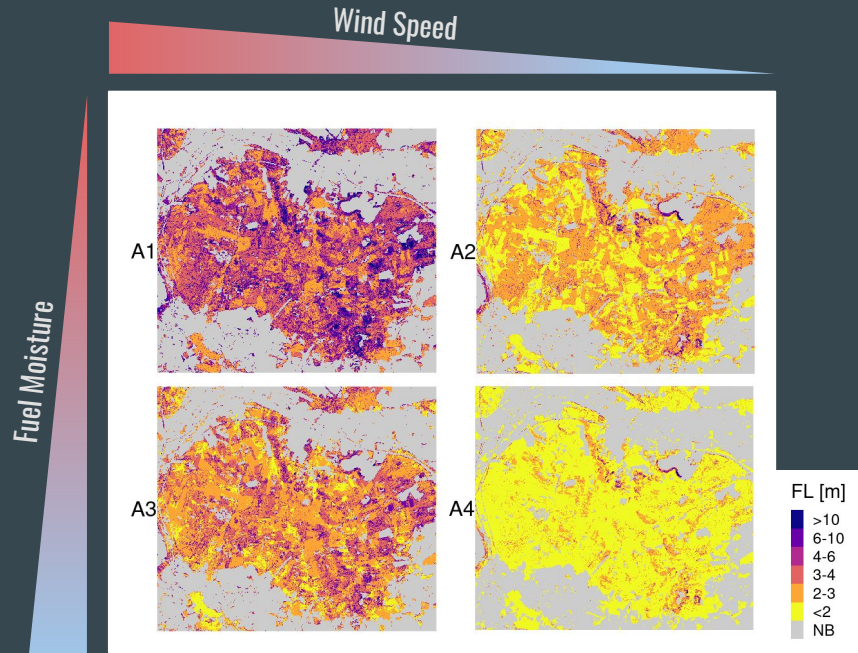 Wind Speed
Fuel Moisture
A1
A2
A3
A4
FL [m]
>10
6-10
4-6
3-4
2-3
<2
NB